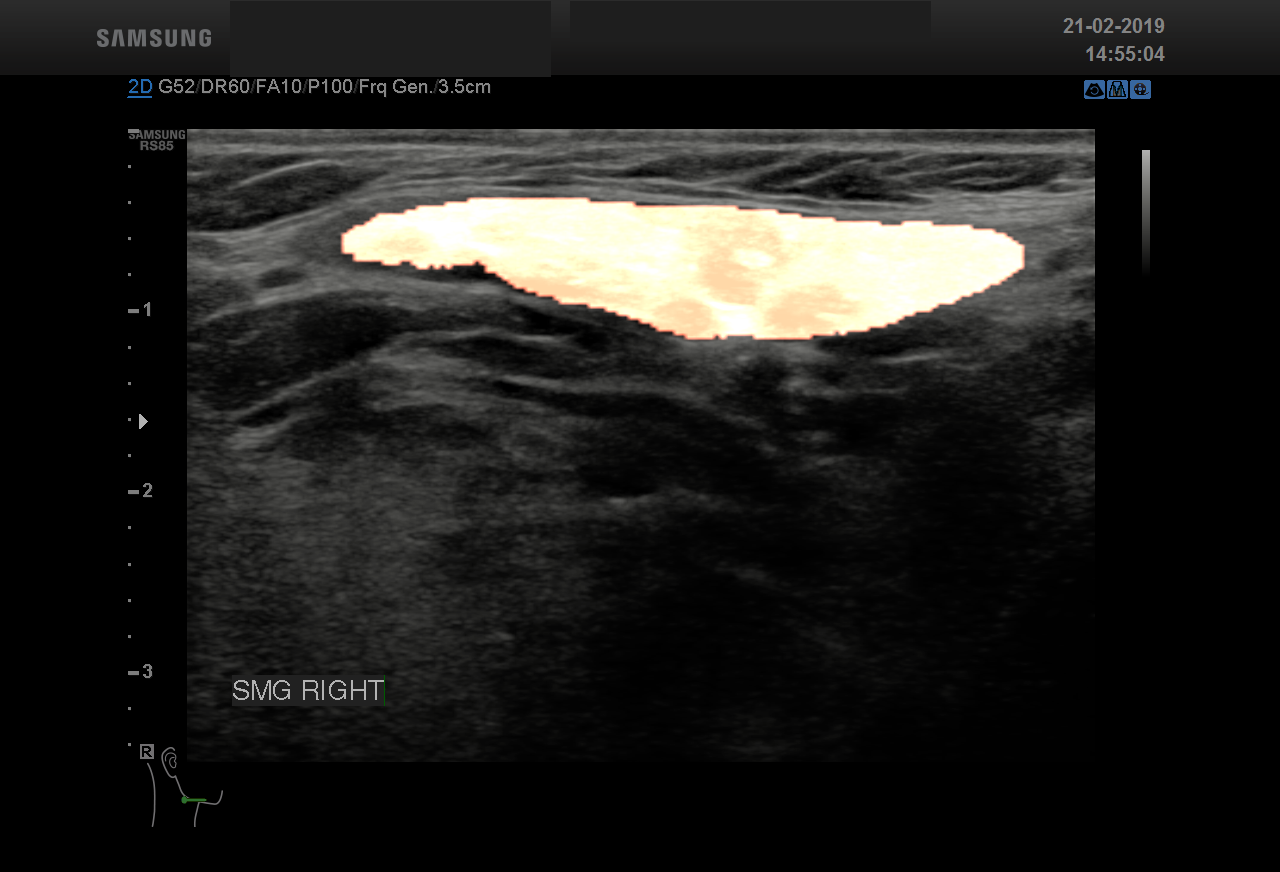 SAMSUNG
21-02-2019
14:55:04
2D G52/DR60/FA10/P100/Frq Gen./3.5cm
M
SAMSUNG
RS85
1
2
3
SMG RIGHT
R